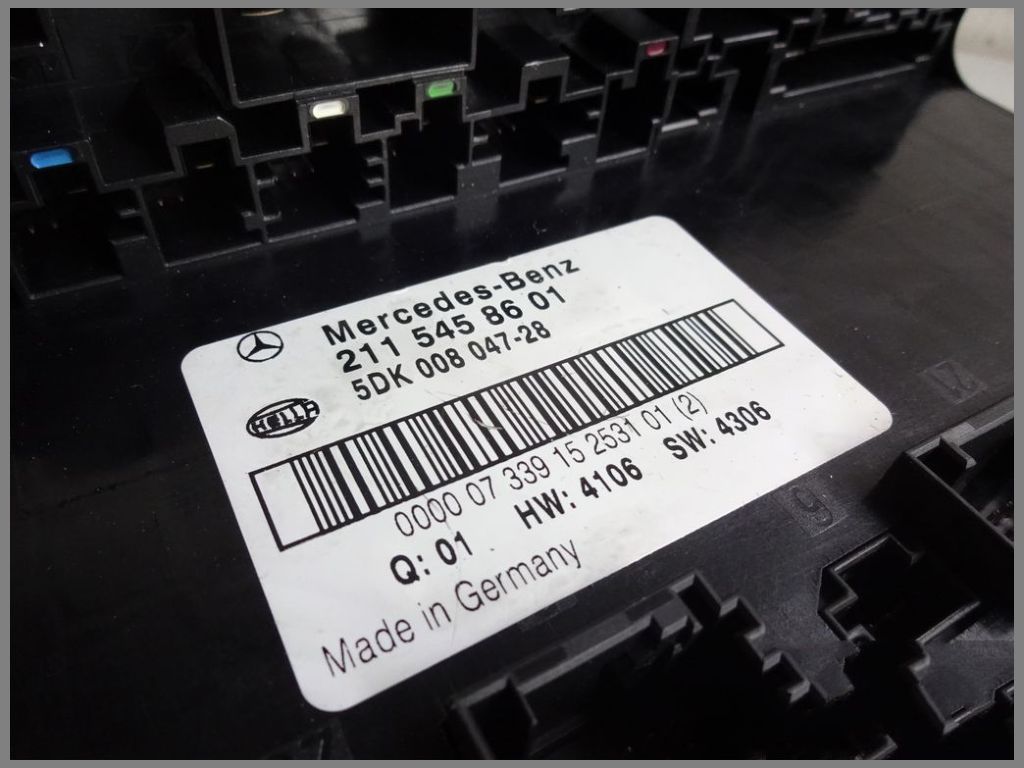 Mercedes-Benz
211 545 86 01
5DK 008 047-28
HELLA
0000 07 339 15 2531 01 (2)
Q: 01 HW: 4106 SW: 4306
Made in Germany